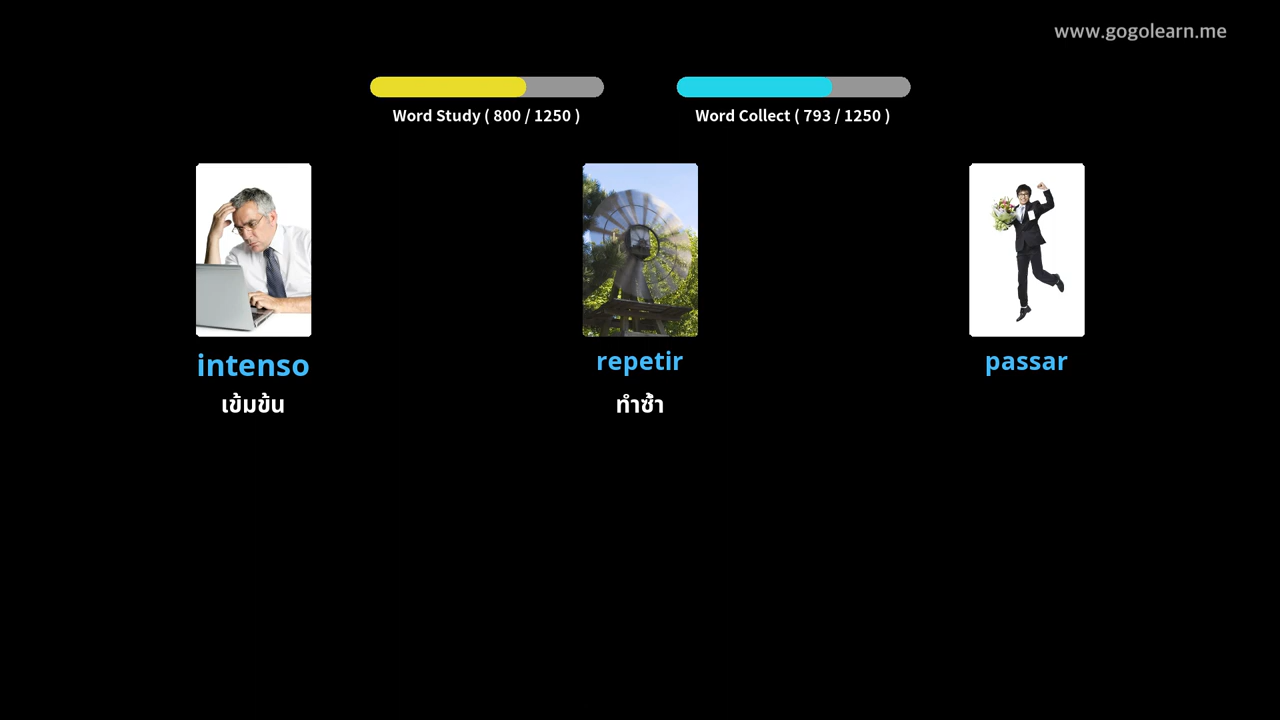 www.gogolearn.me
Word Study ( 800 / 1250 )
Word Collect ( 793 / 1250 )
intenso
repetir
passar
เข้มข้น
ทำซ้ำ